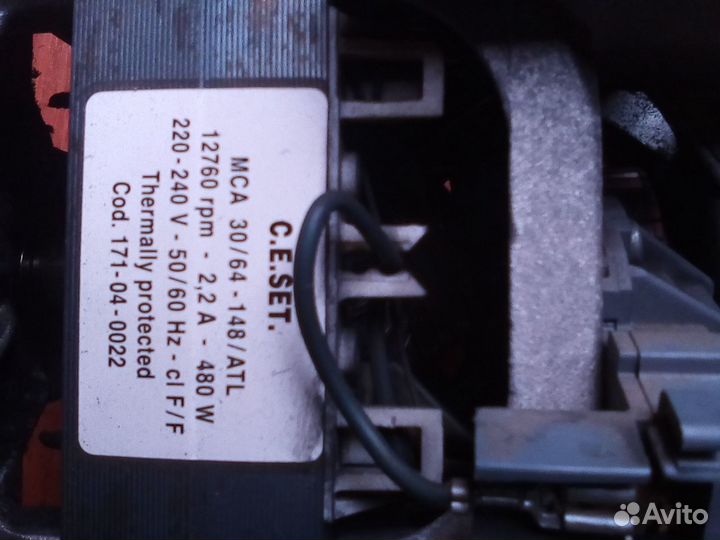 C.E.SET.
MCA 30/64-148/ATL
12760 rpm - 2,2 A - 480 W
220-240 V - 50/60 Hz - cl F/F
Thermally protected
Cod. 171-04-0022
Avito